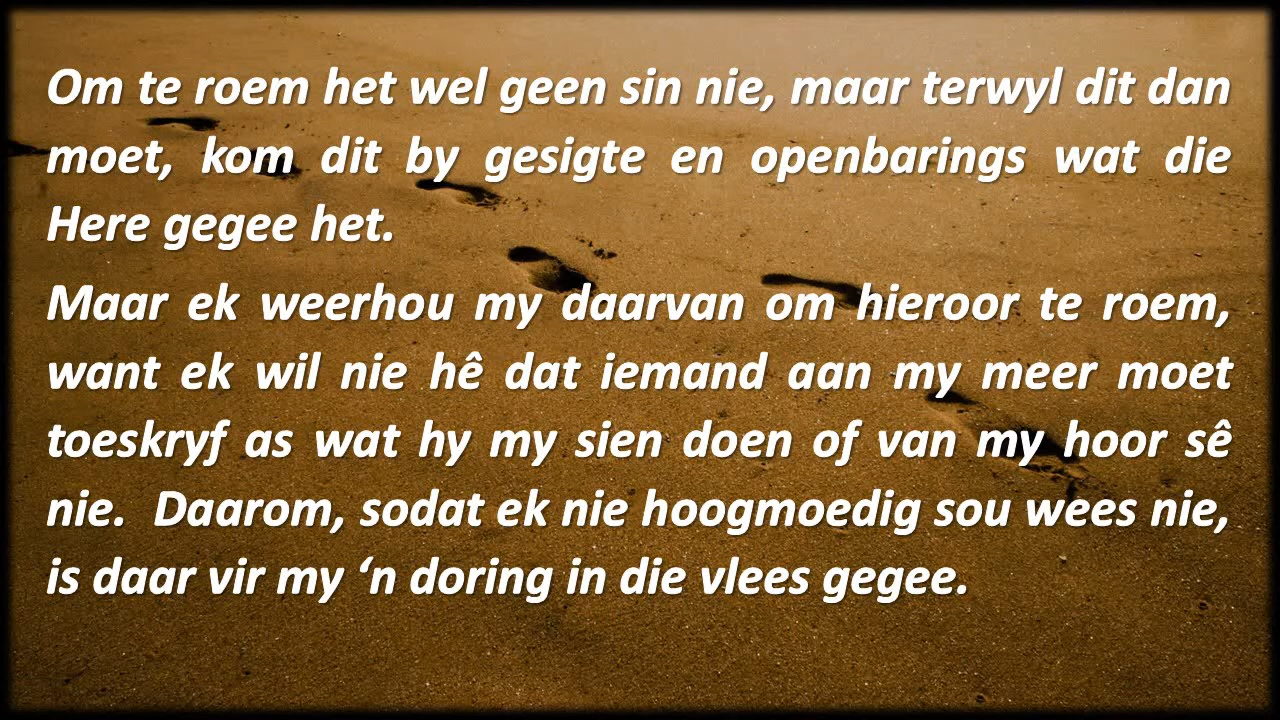 Om te roem het wel geen sin nie, maar terwyl dit dan
moet, kom dit by gesigte en openbarings wat die
Here gegee het.
Maar ek weerhou my daarvan om hieroor te roem,
want ek wil nie hê dat iemand aan my meer moet
toeskryf as wat hy my sien doen of van my hoor sê
nie.  Daarom, sodat ek nie hoogmoedig sou wees nie,
is daar vir my ‘n doring in die vlees gegee.